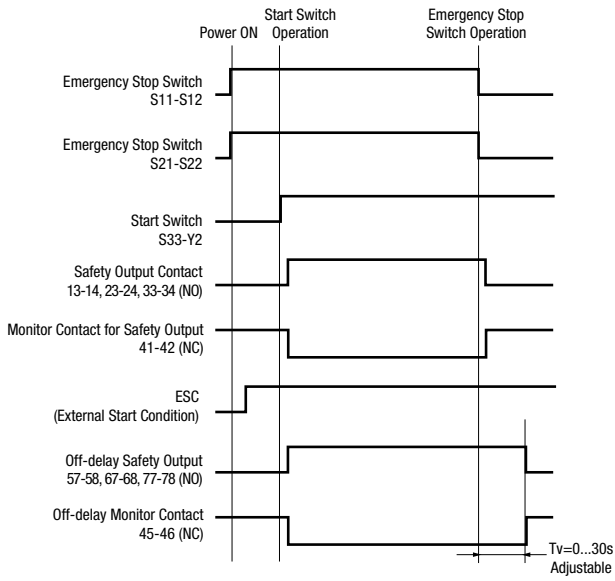 Start Switch
Operation
Emergency Stop
Switch Operation
Power ON
Emergency Stop Switch
S11-S12
Emergency Stop Switch
S21-S22
Start Switch
S33-Y2
Safety Output Contact
13-14, 23-24, 33-34 (NO)
Monitor Contact for Safety Output
41-42 (NC)
ESC
(External Start Condition)
Off-delay Safety Output
57-58, 67-68, 77-78 (NO)
Off-delay Monitor Contact
45-46 (NC)
Tv=0...30s
Adjustable